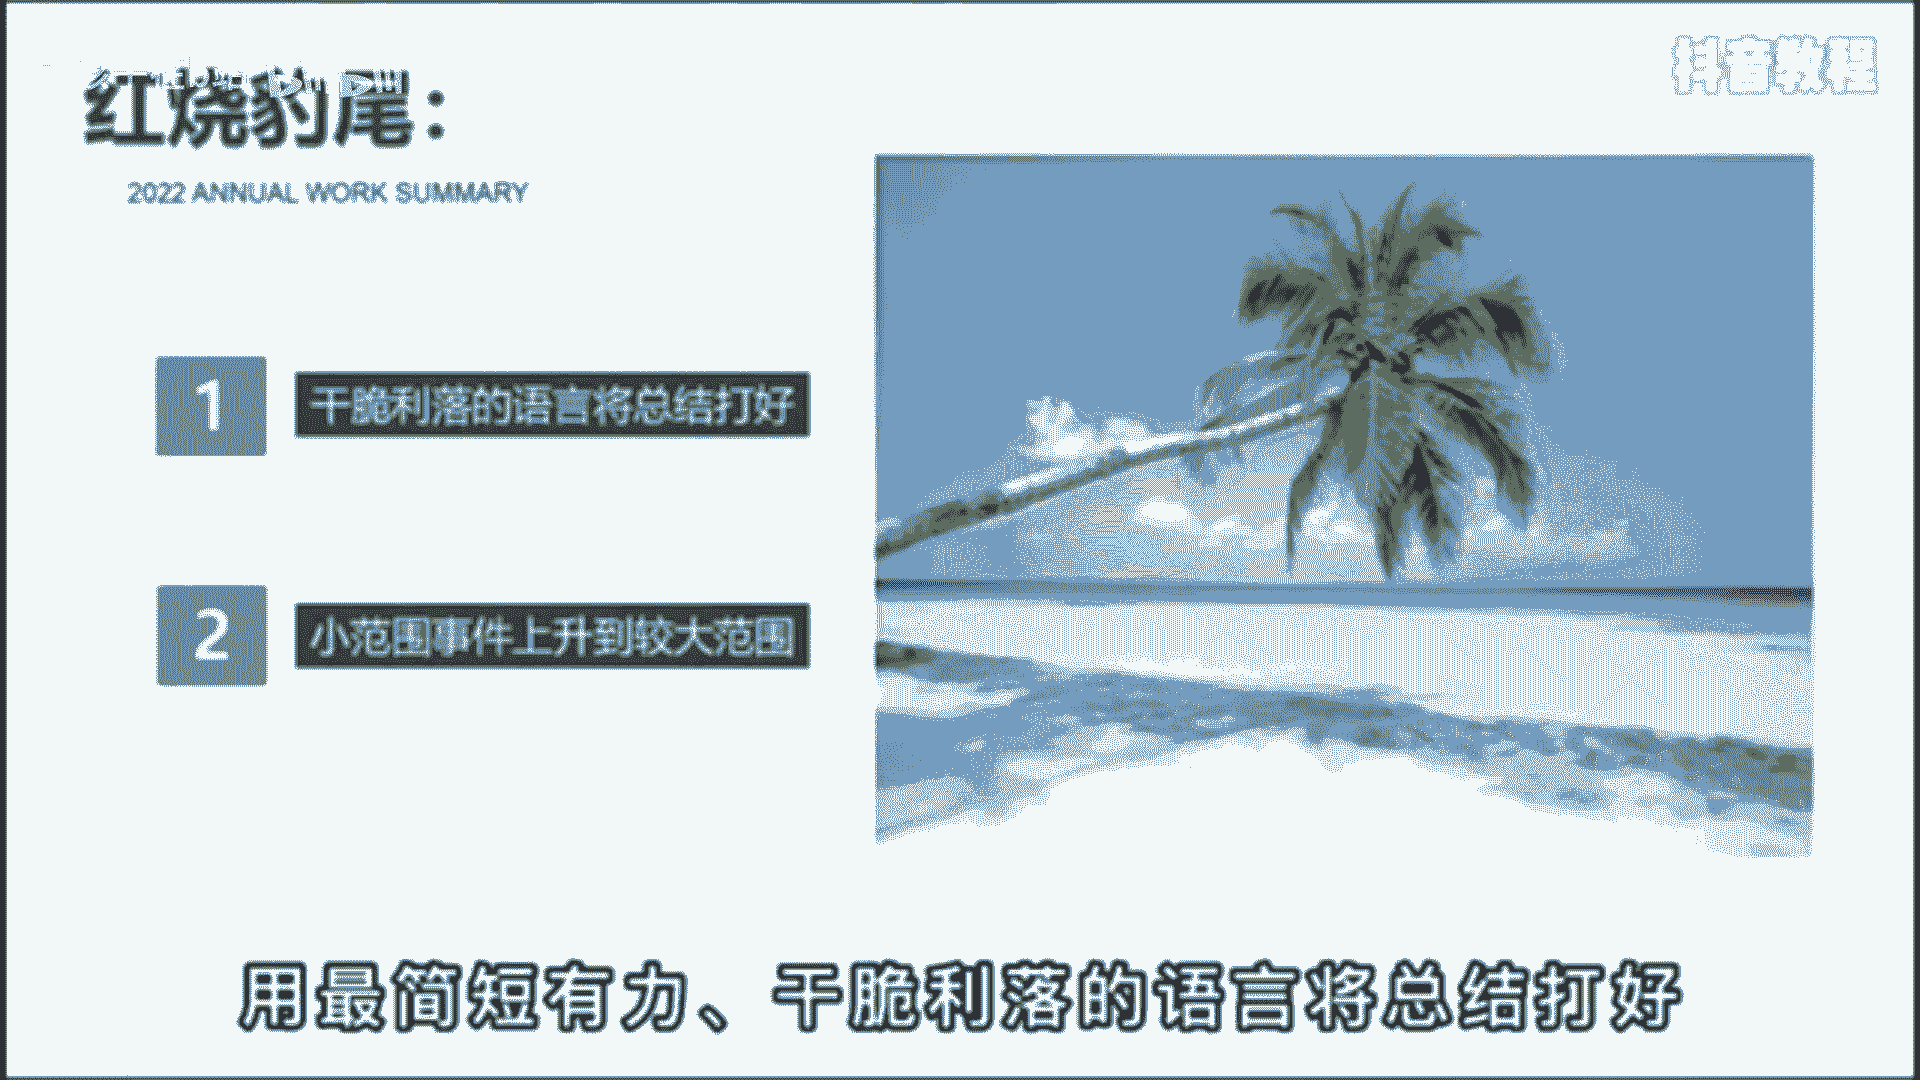 抖音教程
红烧豹尾：
2022 ANNUAL WORK SUMMARY
1
干脆利落的语言将总结打好
2
小范围事件上升到较大范围
用最简短有力、干脆利落的语言将总结打好